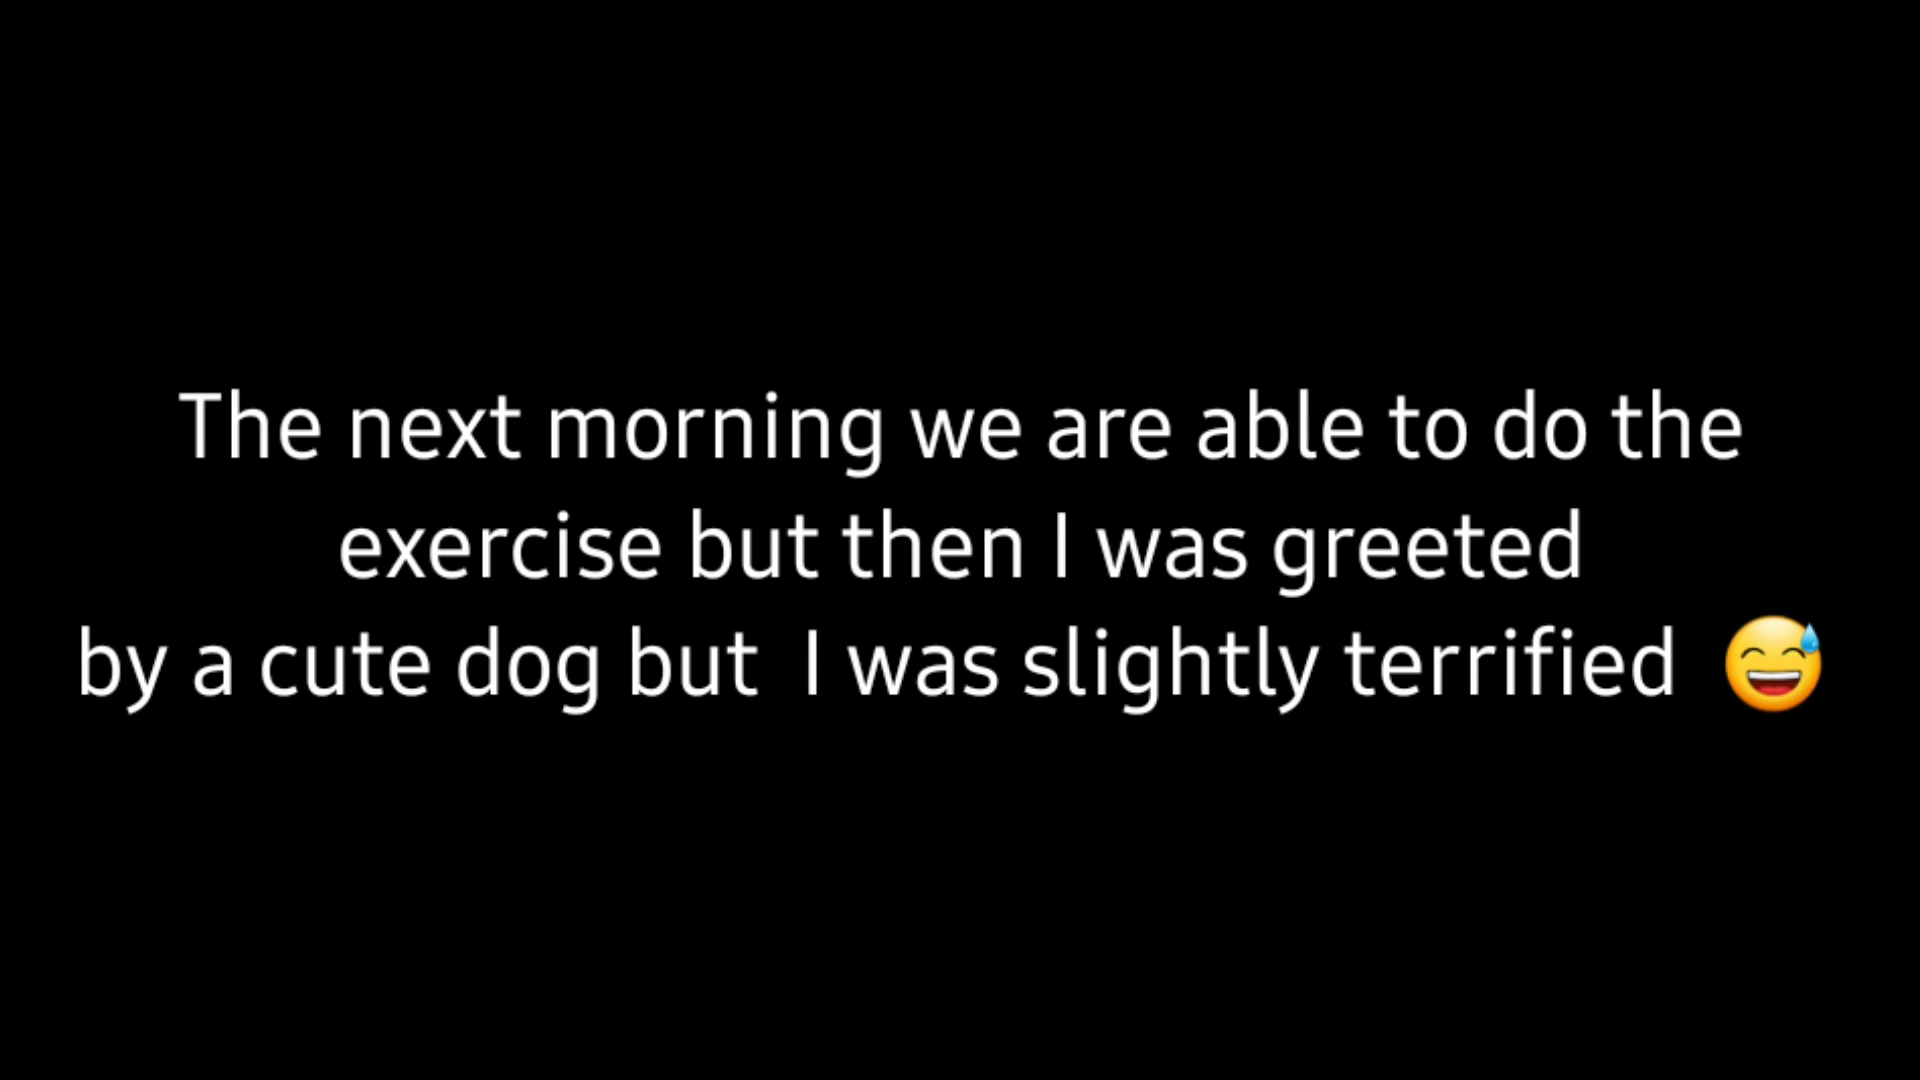 The next morning we are able to do the
exercise but then I was greeted
by a cute dog but  I was slightly terrified 😅